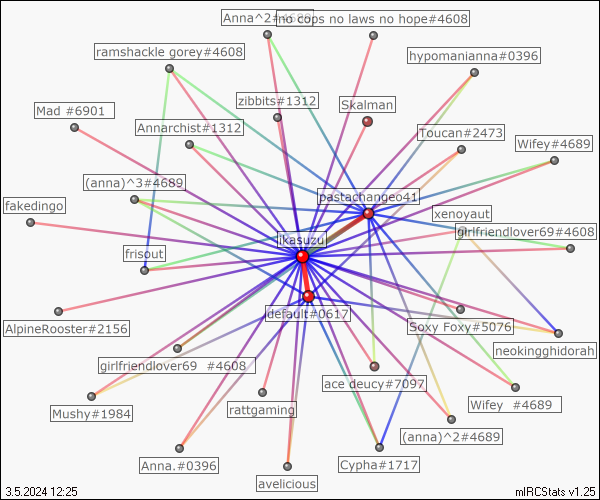 Anna^2#4689
no cops no laws no hope#4608
ramshackle gorey#4608
hypomanianna#0396
zibbits#1312
Skalman
Mad #6901
Annarchist#1312
Toucan#2473
Wifey#4689
(anna)^3#4689
pastachangeo41
fakedingo
xenoyaut
girlfriendlover69#4608
ikasuzu
frisout
default#0617
AlpineRooster#2156
Soxy Foxy#5076
neokingghidorah
girlfriendlover69 #4608
ace deucy#7097
Mushy#1984
rattgaming
Wifey #4689
(anna)^2#4689
Anna.#0396
Cypha#1717
avelicious
3.5.2024 12:25
mIRCStats v1.25